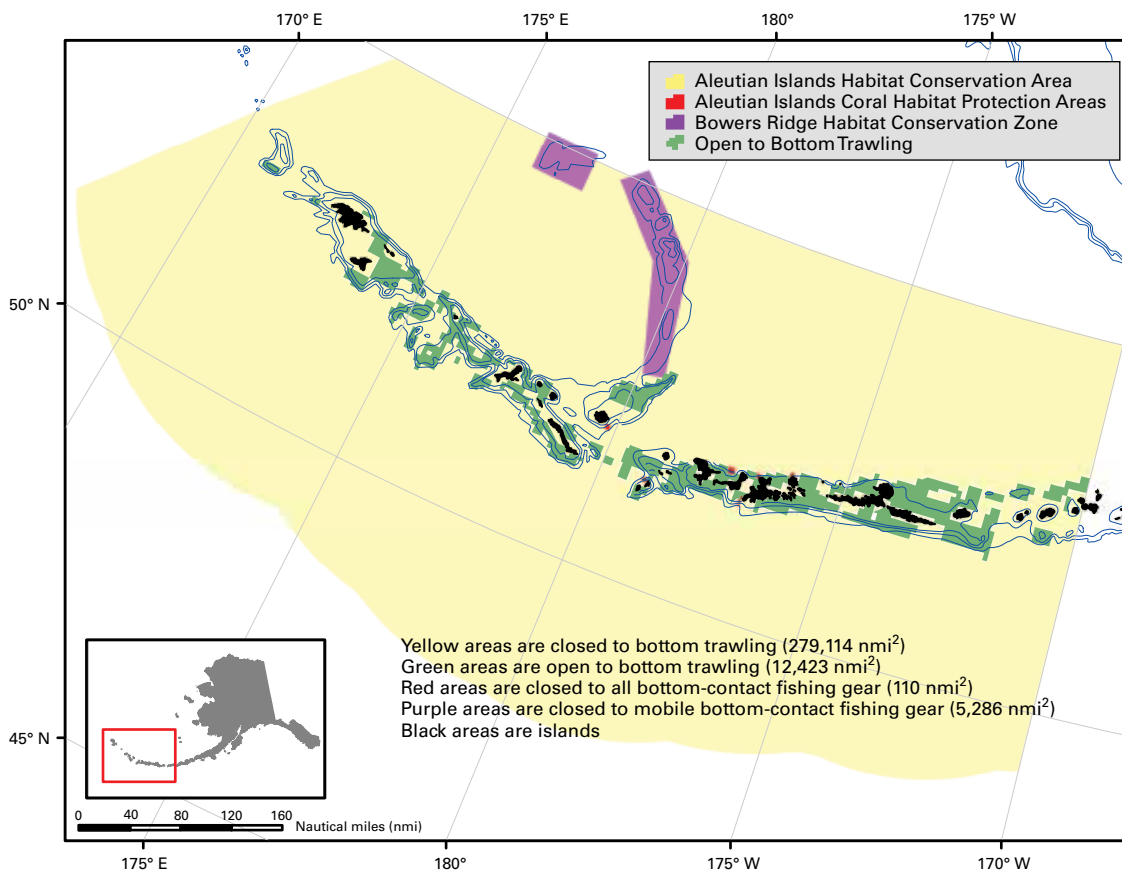 170° E
175° E
180°
175° W
Aleutian Islands Habitat Conservation Area
Aleutian Islands Coral Habitat Protection Areas
Bowers Ridge Habitat Conservation Zone
Open to Bottom Trawling
50° N
Yellow areas are closed to bottom trawling (279,114 nmi²)
Green areas are open to bottom trawling (12,423 nmi²)
Red areas are closed to all bottom-contact fishing gear (110 nmi²)
Purple areas are closed to mobile bottom-contact fishing gear (5,286 nmi²)
Black areas are islands
45° N
0 40 80 120 160
Nautical miles (nmi)
175° E
180°
175° W
170° W